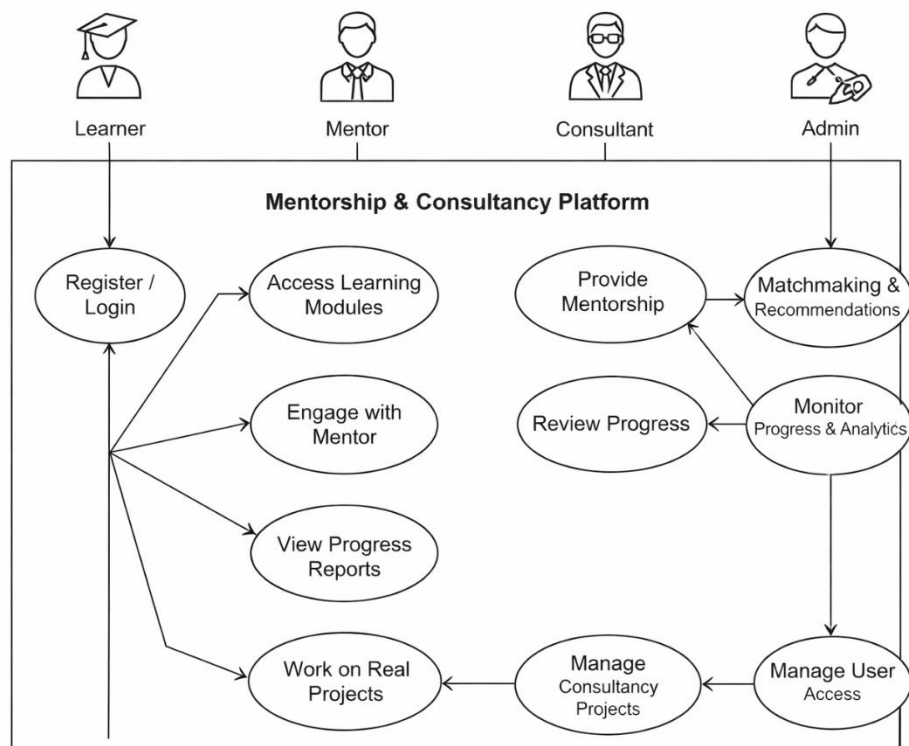 Learner
Mentor
Consultant
Admin
Mentorship & Consultancy Platform
Register /
Login
Access Learning
Modules
Provide
Mentorship
Matchmaking &
Recommendations
Engage with
Mentor
Review Progress
Monitor
Progress & Analytics
View Progress
Reports
Work on Real
Projects
Manage
Consultancy
Projects
Manage User
Access